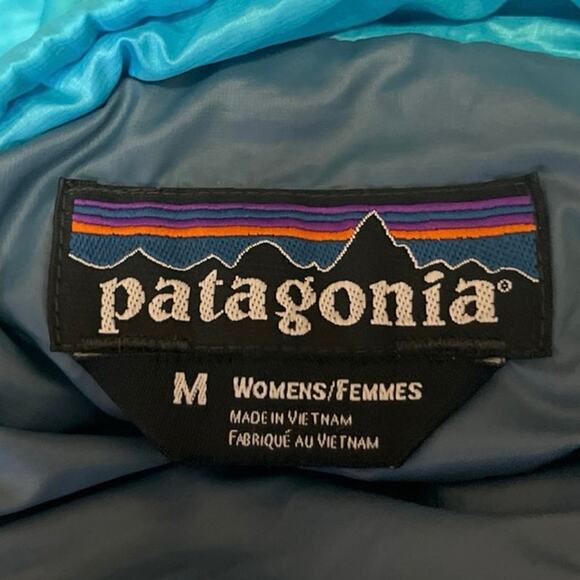 patagonia®
M WOMENS/FEMMES
MADE IN VIETNAM
FABRIQUÉ AU VIETNAM